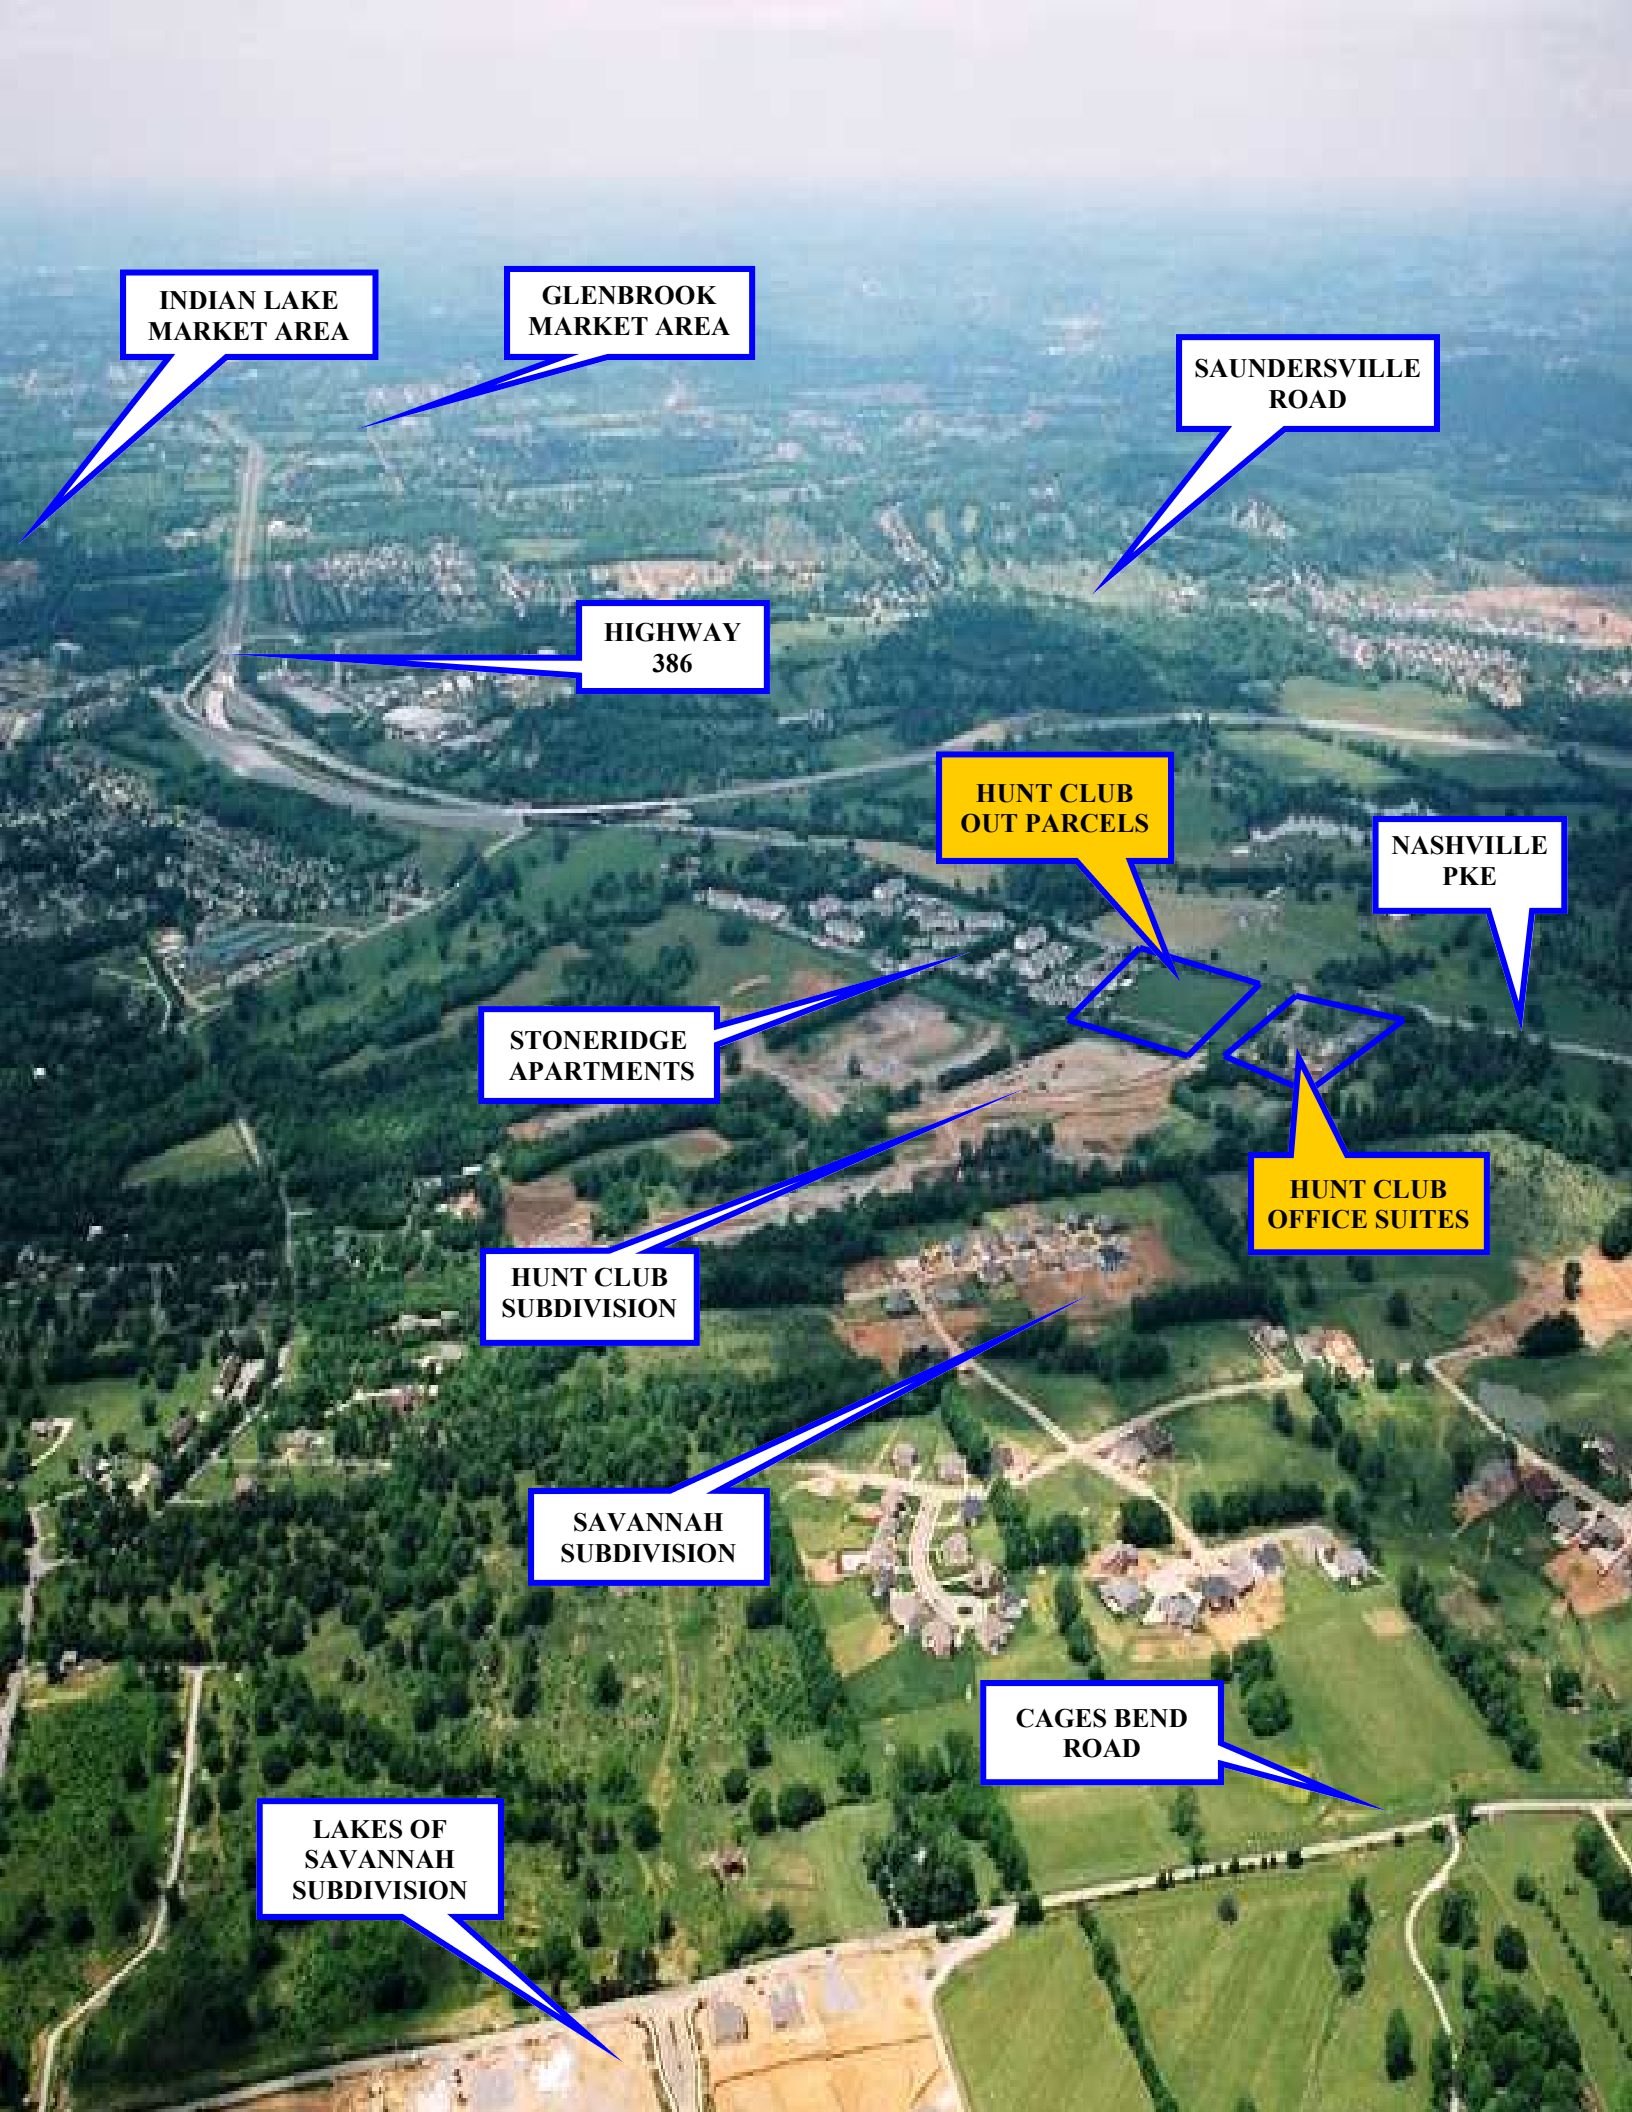 INDIAN LAKE
MARKET AREA
GLENBROOK
MARKET AREA
SAUNDERSVILLE
ROAD
HIGHWAY
386
HUNT CLUB
OUT PARCELS
NASHVILLE
PKE
STONERIDGE
APARTMENTS
HUNT CLUB
OFFICE SUITES
HUNT CLUB
SUBDIVISION
SAVANNAH
SUBDIVISION
CAGES BEND
ROAD
LAKES OF
SAVANNAH
SUBDIVISION